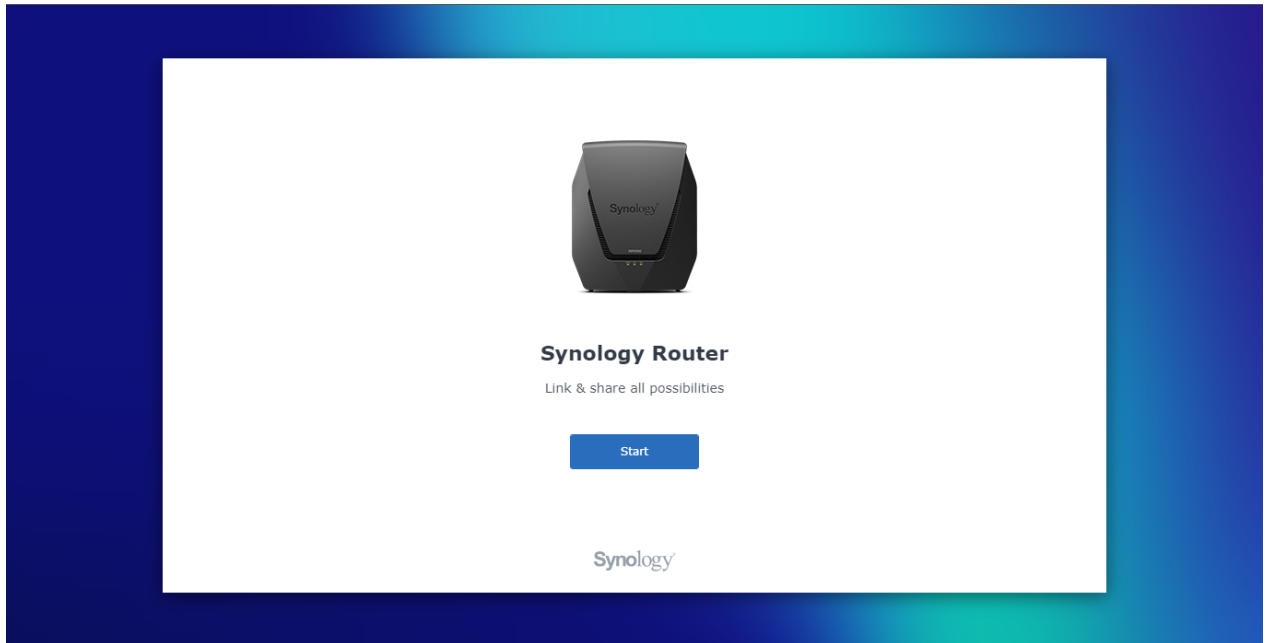 Synology
Synology Router
Link & share all possibilities
Start
Synology